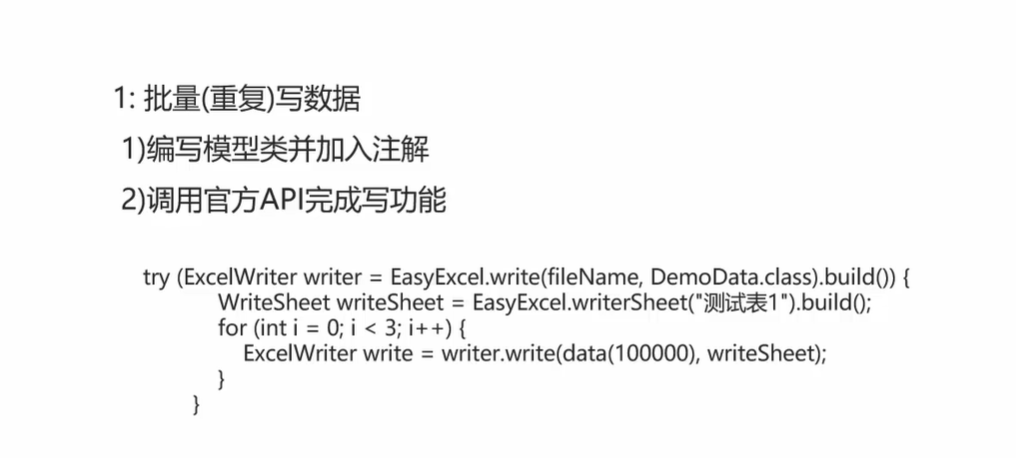 1: 批量(重复)写数据
1)编写模型类并加入注解
2)调用官方API完成写功能
try (ExcelWriter writer = EasyExcel.write(fileName, DemoData.class).build()) {
WriteSheet writeSheet = EasyExcel.writerSheet("测试表1").build();
for (int i = 0; i < 3; i++) {
ExcelWriter write = writer.write(data(100000), writeSheet);
}
}